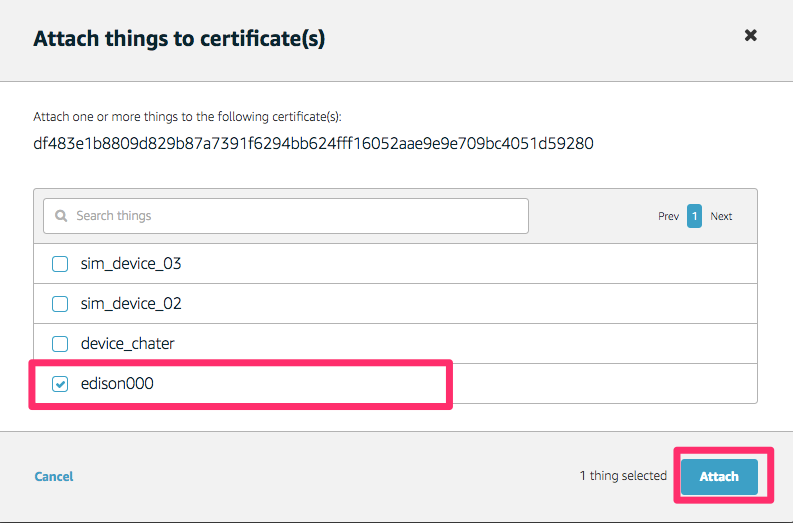 Attach things to certificate(s)
Attach one or more things to the following certificate(s):
df483e1b8809d829b87a7391f6294bb624fff16052aae9e9e709bc4051d59280
Search things
Prev 1 Next
sim_device_03
sim_device_02
device_chater
edison000
Cancel
1 thing selected
Attach